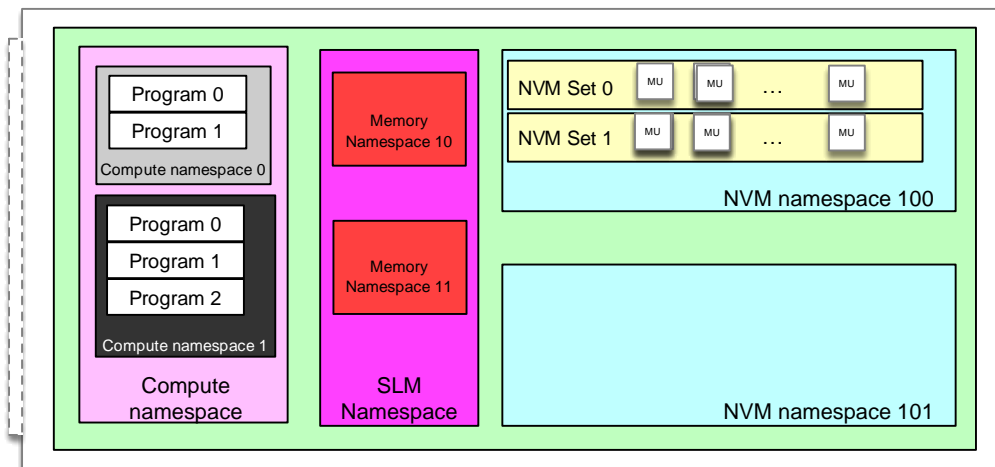 Program 0
Program 1
Compute namespace 0
Program 0
Program 1
Program 2
Compute namespace 1
Compute
namespace
Memory
Namespace 10
Memory
Namespace 11
SLM
Namespace
NVM Set 0 MU MU … MU
NVM Set 1 MU MU … MU
NVM namespace 100
NVM namespace 101